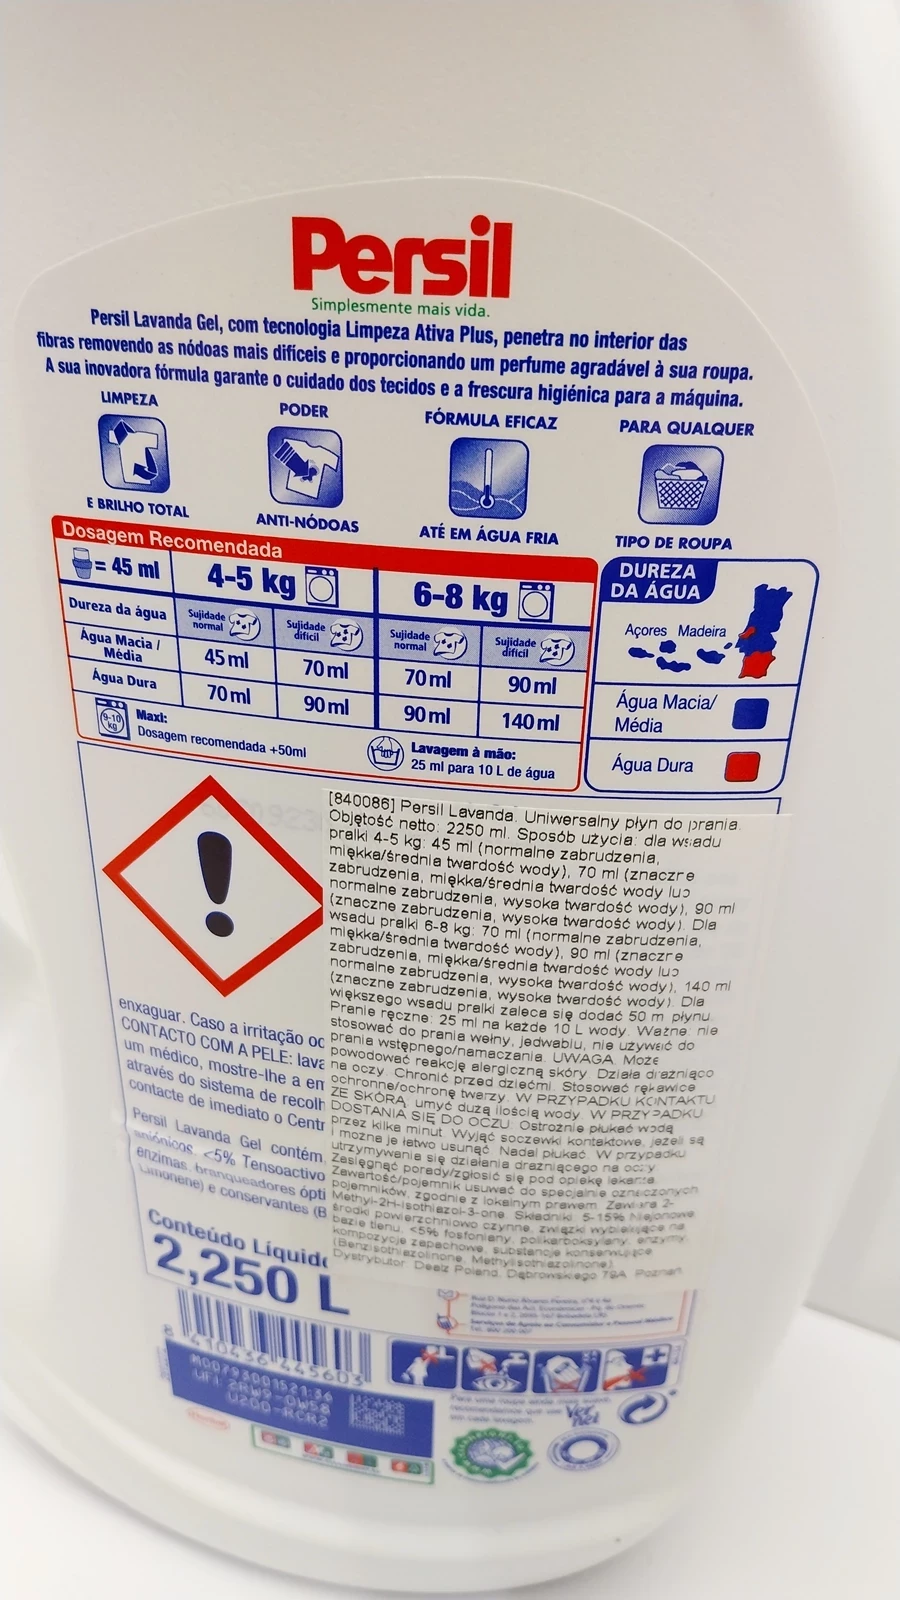 Persil
Simplesmente mais vida.
Persil Lavanda Gel, com tecnologia Limpeza Ativa Plus, penetra no interior das
fibras removendo as nódoas mais difíceis e proporcionando um perfume agradável à sua roupa.
A sua inovadora fórmula garante o cuidado dos tecidos e a frescura higiénica para a máquina.
LIMPEZA
E BRILHO TOTAL
PODER
ANTI-NÓDOAS
FÓRMULA EFICAZ
ATÉ EM ÁGUA FRIA
PARA QUALQUER
TIPO DE ROUPA
Dosagem Recomendada
= 45 ml 4-5 kg 6-8 kg
Dureza da água Sujidade normal Sujidade difícil Sujidade normal Sujidade difícil
Água Macia / Média 45 ml 70 ml 70 ml 90 ml
Água Dura 70 ml 90 ml 90 ml 140 ml
9-10 kg
Maxi:
Dosagem recomendada +50ml
Lavagem à mão:
25 ml para 10 L de água
DUREZA
DA ÁGUA
Açores Madeira
Água Macia/
Média
Água Dura
[840086] Persil Lavanda. Uniwersalny płyn do prania.
Objętość netto: 2250 ml. Sposób użycia: dla wsadu
pralki 4-5 kg: 45 ml (normalne zabrudzenia,
miękka/średnia twardość wody), 70 ml (znaczne
zabrudzenia, miękka/średnia twardość wody lub
normalne zabrudzenia, wysoka twardość wody), 90 ml
(znaczne zabrudzenia, wysoka twardość wody). Dla
wsadu pralki 6-8 kg: 70 ml (normalne zabrudzenia,
miękka/średnia twardość wody), 90 ml (znaczne
zabrudzenia, miękka/średnia twardość wody lub
normalne zabrudzenia, wysoka twardość wody), 140 ml
(znaczne zabrudzenia, wysoka twardość wody). Dla
większego wsadu pralki zaleca się dodać 50 m płynu.
Pranie ręczne: 25 ml na każde 10 L wody. Ważne: nie
stosować do prania wełny, jedwabiu, nie używać do
prania wstępnego/namaczania. UWAGA. Może
powodować reakcję alergiczną skóry. Działa drażniąco
na oczy. Chronić przed dziećmi. Stosować rękawice
ochronne/ochronę twarzy. W PRZYPADKU KONTAKTU
ZE SKÓRĄ: umyć dużą ilością wody. W PRZYPADKU
DOSTANIA SIĘ DO OCZU: Ostrożnie płukać wodą
przez kilka minut. Wyjąć soczewki kontaktowe, jeżeli są
i można je łatwo usunąć. Nadal płukać. W przypadku
utrzymywania się działania drażniącego na oczy:
Zasięgnąć porady/zgłosić się pod opiekę lekarza.
Zawartość/pojemnik usuwać do specjalnie oznaczonych
pojemników, zgodnie z lokalnym prawem. Zawiera 2-
Methyl-2H-isothiazol-3-one. Składniki: 5-15% Niejonowe
środki powierzchniowo czynne, związki wybielające na
bazie tlenu, <5% fosfoniany, polikarboksylany, enzymy,
kompozycje zapachowe, substancje konserwujące
(Benzisothiazolinone, Methylisothiazolinone).
Dystrybutor: Dealz Poland, Dąbrowskiego 79A, Poznań
enxaguar. Caso a irritação oc
CONTACTO COM A PELE: lava
um médico, mostre-lhe a em
através do sistema de recolh
contacte de imediato o Centr
Persil Lavanda Gel contém,
aniónicos, <5% Tensoactivo
enzimas, branqueadores ópti
Limonene) e conservantes (B
Conteúdo Líquido
2,250 L
8 410436 445603
M00793001521:36
UFI:
U200-RCR2
Ver nel